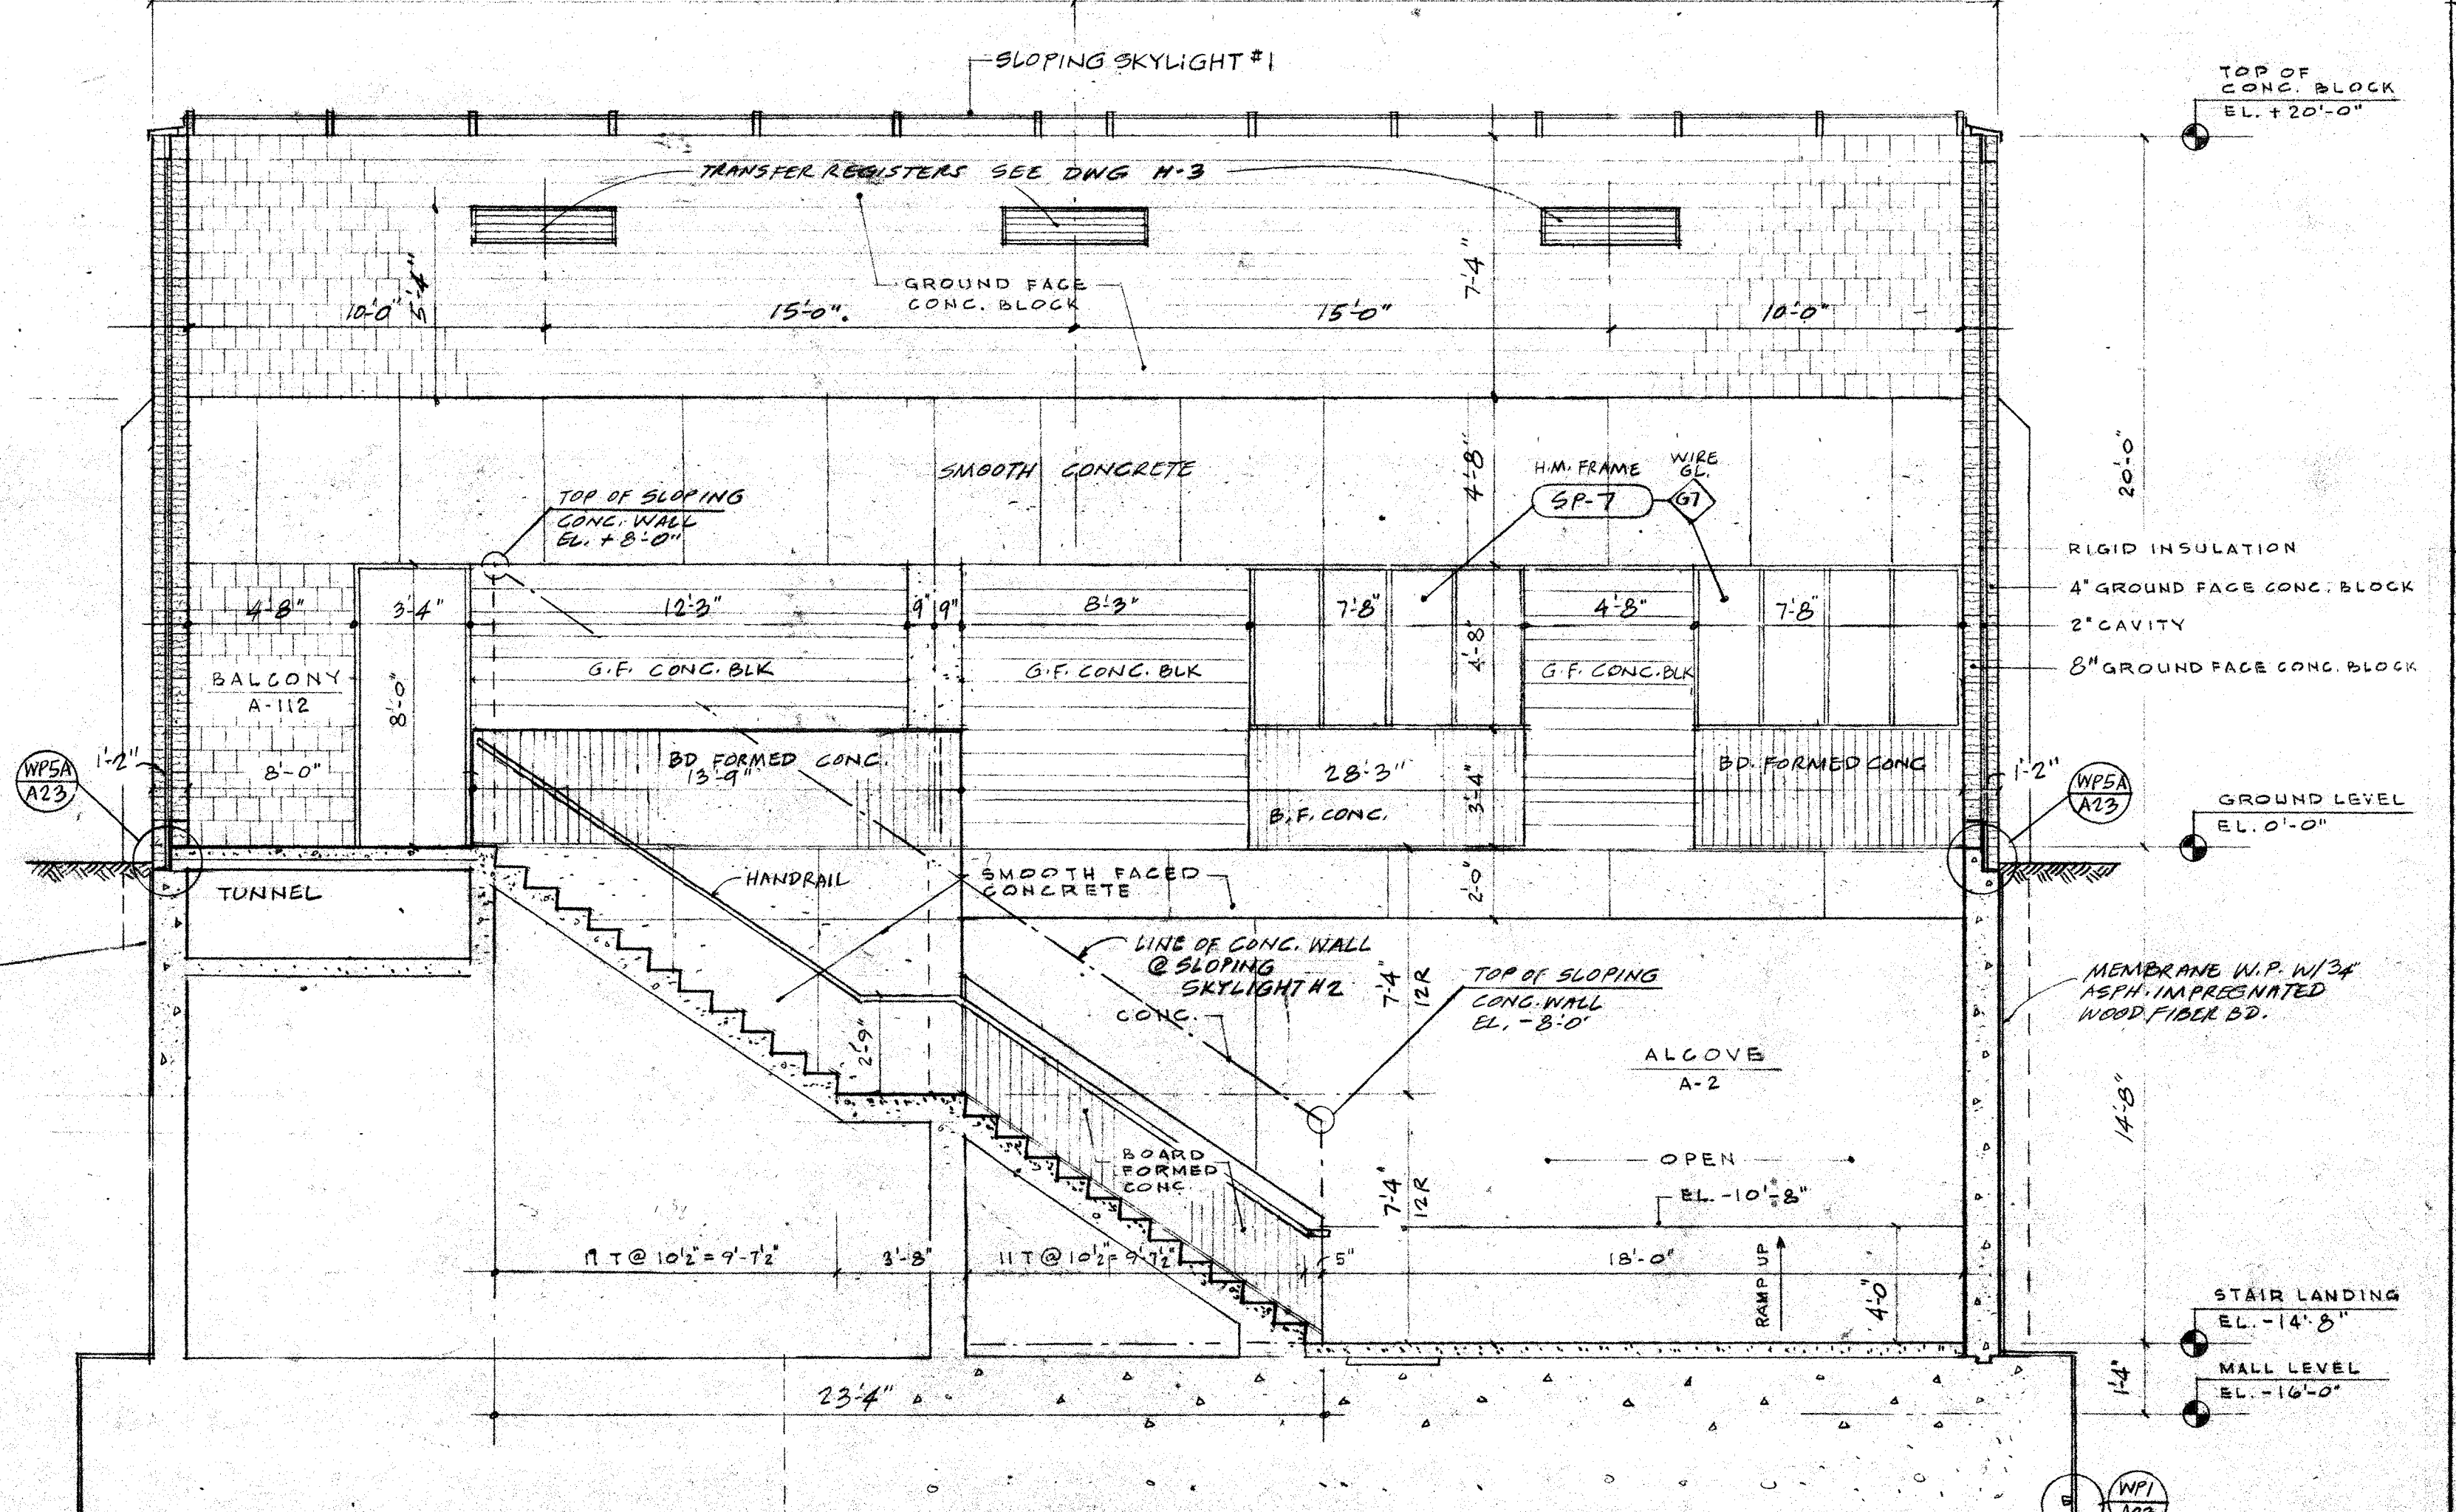 SLOPING SKYLIGHT #1
TOP OF
CONC. BLOCK
EL. +20'-0"
TRANSFER REGISTERS SEE DWG H-3
GROUND FACE
CONC. BLOCK
10'-0"
5'-4"
15'-0"
15'-0"
10'-0"
7'-4"
SMOOTH CONCRETE
4'-8"
H.M. FRAME
WIRE
GL.
SP-7
G7
20'-0"
TOP OF SLOPING
CONC. WALL
EL. +8'-0"
RIGID INSULATION
4" GROUND FACE CONC. BLOCK
2" CAVITY
8" GROUND FACE CONC. BLOCK
4'-8"
3'-4"
12'-3"
9"
9"
8'-3"
7'-8"
4'-8"
4'-8"
7'-8"
BALCONY
A-112
8'-0"
G.F. CONC. BLK
G.F. CONC. BLK
G.F. CONC. BLK
WP5A
A23
1'-2"
8'-0"
BD FORMED CONC.
13'-9"
28'-3"
B.F. CONC.
3'-4"
BD. FORMED CONC
1'-2"
WP5A
A23
GROUND LEVEL
EL. 0'-0"
TUNNEL
HANDRAIL
SMOOTH FACED
CONCRETE
2'-0"
LINE OF CONC. WALL
@ SLOPING
SKYLIGHT #2
CONC.
7'-4"
12R
TOP OF SLOPING
CONC. WALL
EL. -8'-0"
MEMBRANE W.P. W/ 3/4"
ASPH. IMPREGNATED
WOOD FIBER BD.
2'-9"
ALCOVE
A-2
14'-8"
BOARD
FORMED
CONC.
7'-4"
12R
OPEN
EL. -10'-8"
11 T @ 10½" = 9'-7½"
3'-8"
11 T @ 10½" = 9'-7½"
5"
18'-0"
RAMP UP
4'-0"
STAIR LANDING
EL. -14'-8"
MALL LEVEL
EL. -16'-0"
1'-4"
23'-4"
WP1